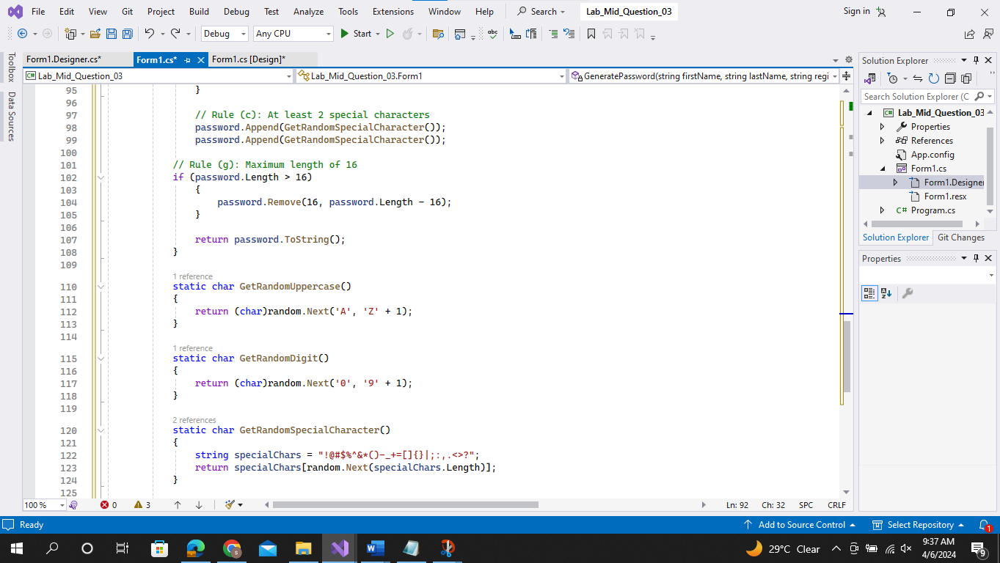 File Edit View Git Project Build Debug Test Analyze Tools Extensions Window Help Search Lab_Mid_Question_03 Sign in
Debug Any CPU Start
Form1.Designer.cs* Form1.cs* Form1.cs [Design]*
Lab_Mid_Question_03 Lab_Mid_Question_03.Form1 GeneratePassword(string firstName, string lastName, string regi
Toolbox
Data Sources
95 }
96
97 // Rule (c): At least 2 special characters
98 password.Append(GetRandomSpecialCharacter());
99 password.Append(GetRandomSpecialCharacter());
100
101 // Rule (g): Maximum length of 16
102 if (password.Length > 16)
103 {
104 password.Remove(16, password.Length - 16);
105 }
106
107 return password.ToString();
108 }
109
1 reference
110 static char GetRandomUppercase()
111 {
112 return (char)random.Next('A', 'Z' + 1);
113 }
114
1 reference
115 static char GetRandomDigit()
116 {
117 return (char)random.Next('0', '9' + 1);
118 }
119
2 references
120 static char GetRandomSpecialCharacter()
121 {
122 string specialChars = "!@#$%^&*()-_+=[]{}|;:,.<>?";
123 return specialChars[random.Next(specialChars.Length)];
124 }
125
100 % 0 3 Ln: 92 Ch: 32 SPC CRLF
Solution Explorer
Search Solution Explorer (C
Lab_Mid_Question_03
Properties
References
App.config
Form1.cs
Form1.Designer
Form1.resx
C# Program.cs
Solution Explorer Git Changes
Properties
Ready Add to Source Control Select Repository 1
29°C Clear 9:37 AM
4/6/2024 9